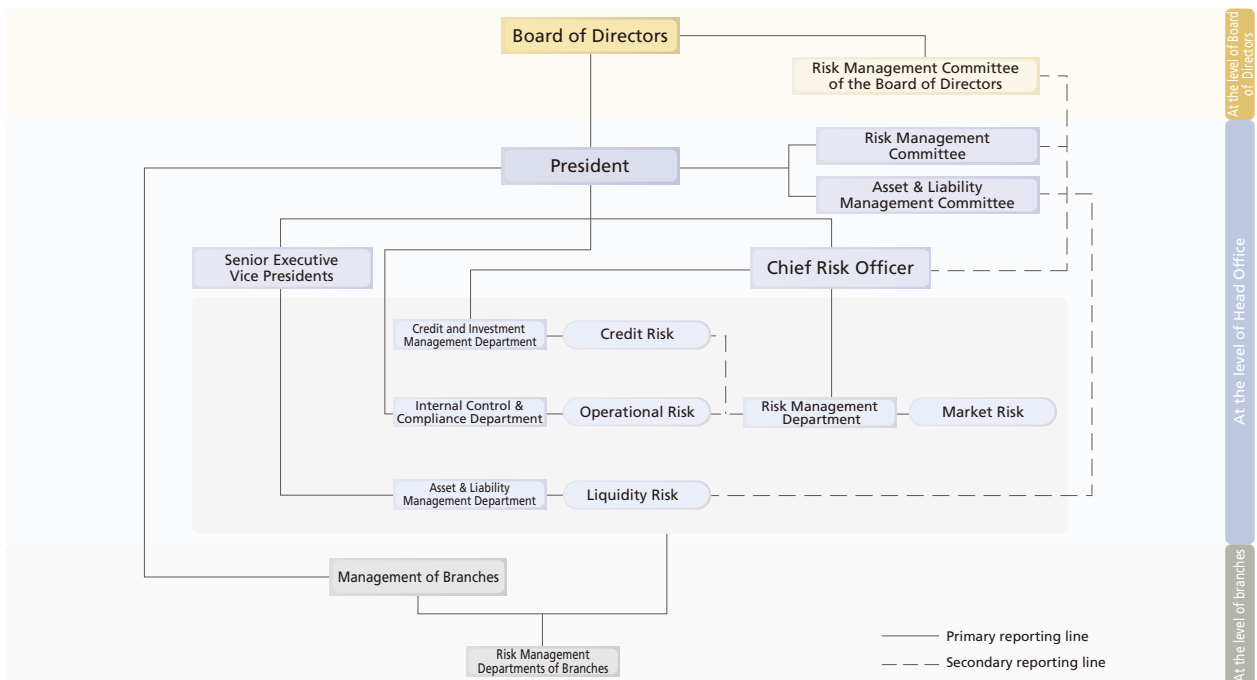 Board of Directors
Risk Management Committee
of the Board of Directors
At the level of Board
of Directors
Risk Management
Committee
President
Asset & Liability
Management Committee
Senior Executive
Vice Presidents
Chief Risk Officer
At the level of Head Office
Credit and Investment
Management Department
Credit Risk
Internal Control &
Compliance Department
Operational Risk
Risk Management
Department
Market Risk
Asset & Liability
Management Department
Liquidity Risk
Management of Branches
At the level of branches
Risk Management
Departments of Branches
Primary reporting line
Secondary reporting line